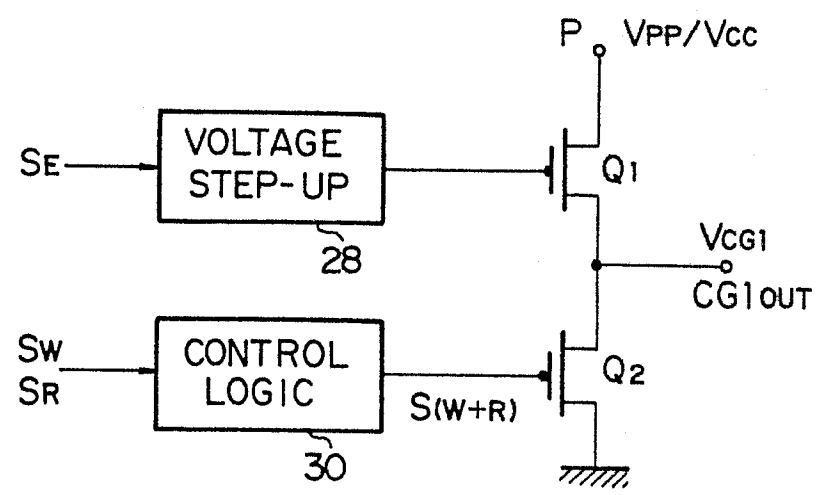 P VPP/VCC
SE
VOLTAGE
STEP-UP
Q1
28
VCG1
CG1OUT
SW
SR
CONTROL
LOGIC
S(W+R)
Q2
30